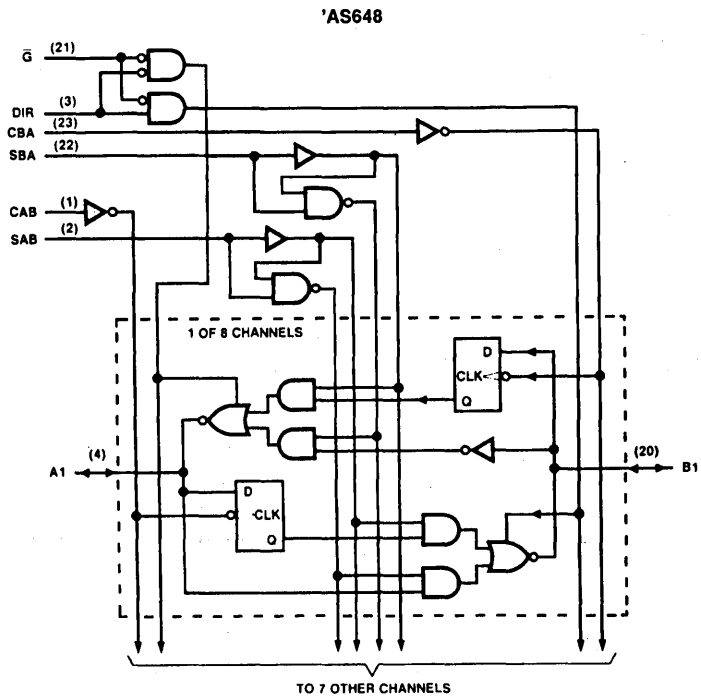 'AS648
G̅ (21)
DIR (3)
CBA (23)
SBA (22)
CAB (1)
SAB (2)
1 OF 8 CHANNELS
D
CLK
Q
A1 (4)
(20) B1
D
CLK
Q
TO 7 OTHER CHANNELS